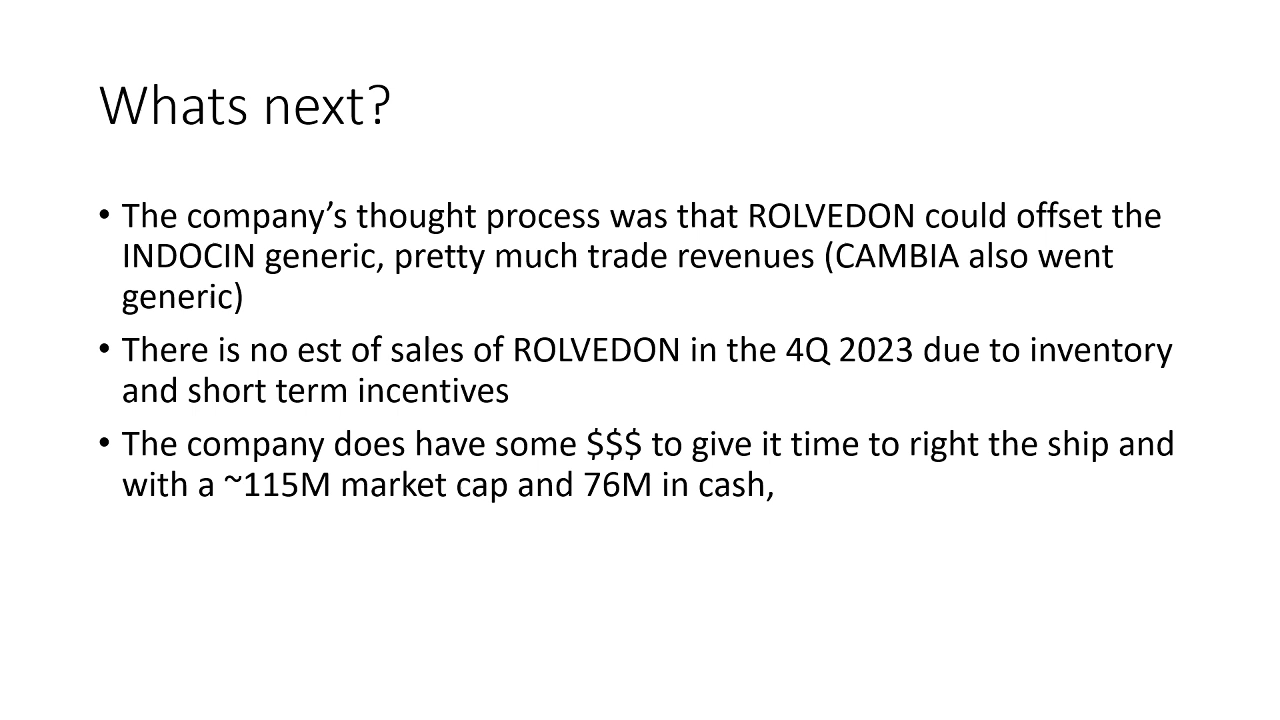 Whats next?
• The company’s thought process was that ROLVEDON could offset the
INDOCIN generic, pretty much trade revenues (CAMBIA also went
generic)
• There is no est of sales of ROLVEDON in the 4Q 2023 due to inventory
and short term incentives
• The company does have some $$$ to give it time to right the ship and
with a ~115M market cap and 76M in cash,